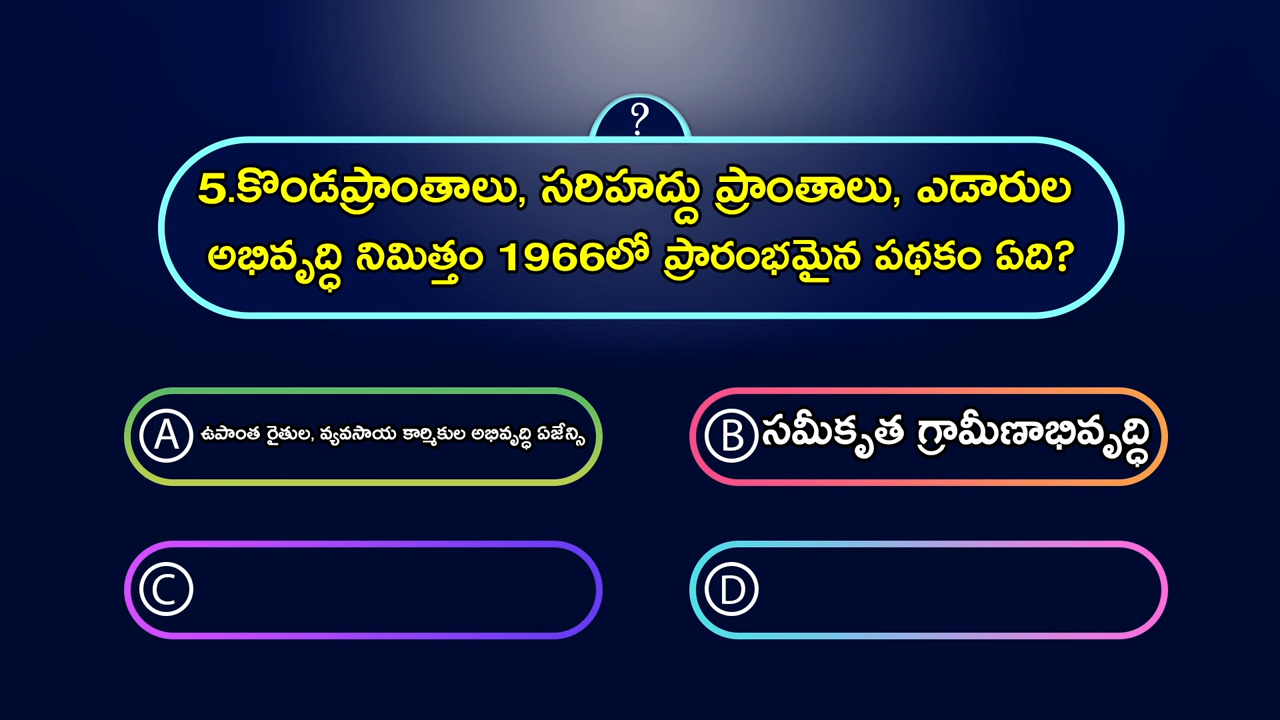 ?
5.కొండప్రాంతాలు, సరిహద్దు ప్రాంతాలు, ఎడారుల
అభివృద్ధి నిమిత్తం 1966లో ప్రారంభమైన పథకం ఏది?
A ఉపాంత రైతుల, వ్యవసాయ కార్మికుల అభివృద్ధి ఏజేన్సి
B సమీకృత గ్రామీణాభివృద్ధి
C
D